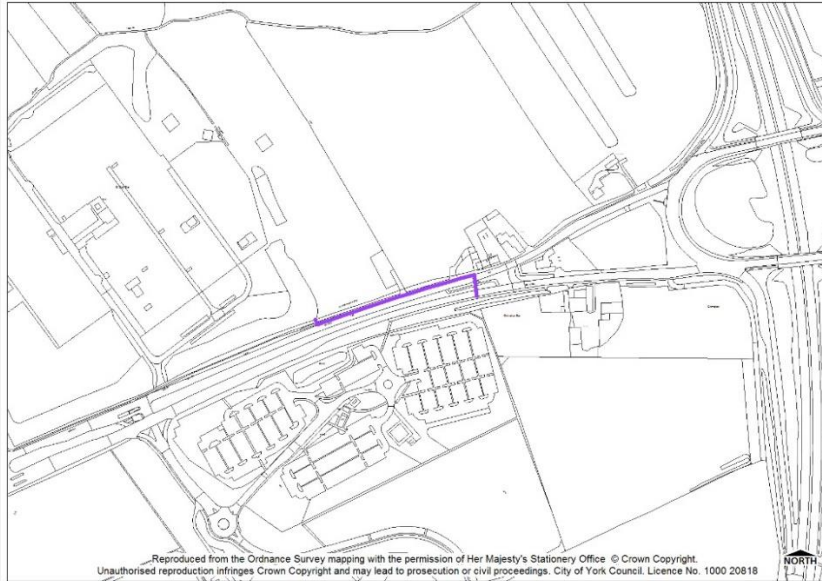 Reproduced from the Ordnance Survey mapping with the permission of Her Majesty's Stationery Office © Crown Copyright.
Unauthorised reproduction infringes Crown Copyright and may lead to prosecution or civil proceedings. City of York Council. Licence No. 1000 20818
NORTH